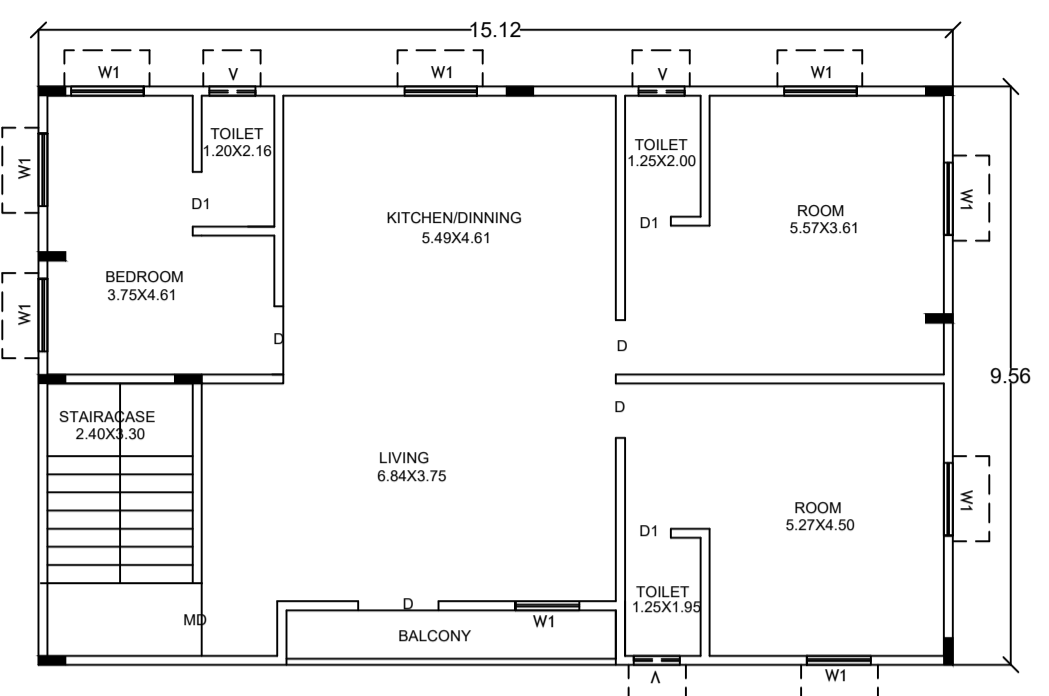 15.12
W1
V
W1
V
W1
W1
TOILET
1.20X2.16
TOILET
1.25X2.00
W1
D1
KITCHEN/DINNING
5.49X4.61
D1
ROOM
5.57X3.61
BEDROOM
3.75X4.61
W1
D
D
9.56
STAIRACASE
2.40X3.30
D
LIVING
6.84X3.75
W1
ROOM
5.27X4.50
D1
TOILET
1.25X1.95
MD
D
W1
BALCONY
V
W1